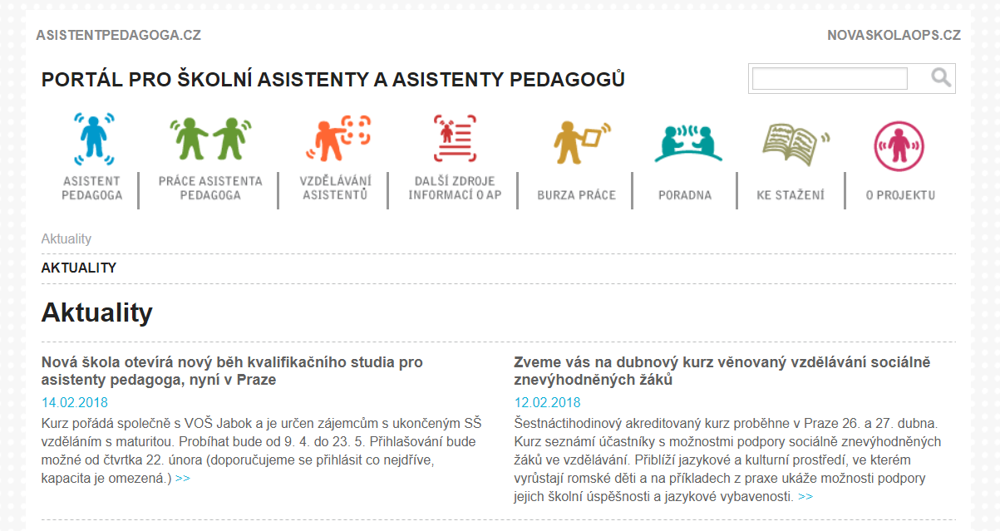 ASISTENTPEDAGOGA.CZ
NOVASKOLAOPS.CZ
PORTÁL PRO ŠKOLNÍ ASISTENTY A ASISTENTY PEDAGOGŮ
ASISTENT
PEDAGOGA
PRÁCE ASISTENTA
PEDAGOGA
VZDĚLÁVÁNÍ
ASISTENTŮ
DALŠÍ ZDROJE
INFORMACÍ O AP
BURZA PRÁCE
PORADNA
KE STAŽENÍ
O PROJEKTU
Aktuality
AKTUALITY
Aktuality
Nová škola otevírá nový běh kvalifikačního studia pro
asistenty pedagoga, nyní v Praze
14.02.2018
Kurz pořádá společně s VOŠ Jabok a je určen zájemcům s ukončeným SŠ
vzděláním s maturitou. Probíhat bude od 9. 4. do 23. 5. Přihlašování bude
možné od čtvrtka 22. února (doporučujeme se přihlásit co nejdříve,
kapacita je omezená.) >>
Zveme vás na dubnový kurz věnovaný vzdělávání sociálně
znevýhodněných žáků
12.02.2018
Šestnáctihodinový akreditovaný kurz proběhne v Praze 26. a 27. dubna.
Kurz seznámí účastníky s možnostmi podpory sociálně znevýhodněných
žáků ve vzdělávání. Přiblíží jazykové a kulturní prostředí, ve kterém
vyrůstají romské děti a na příkladech z praxe ukáže možnosti podpory
jejich školní úspěšnosti a jazykové vybavenosti. >>